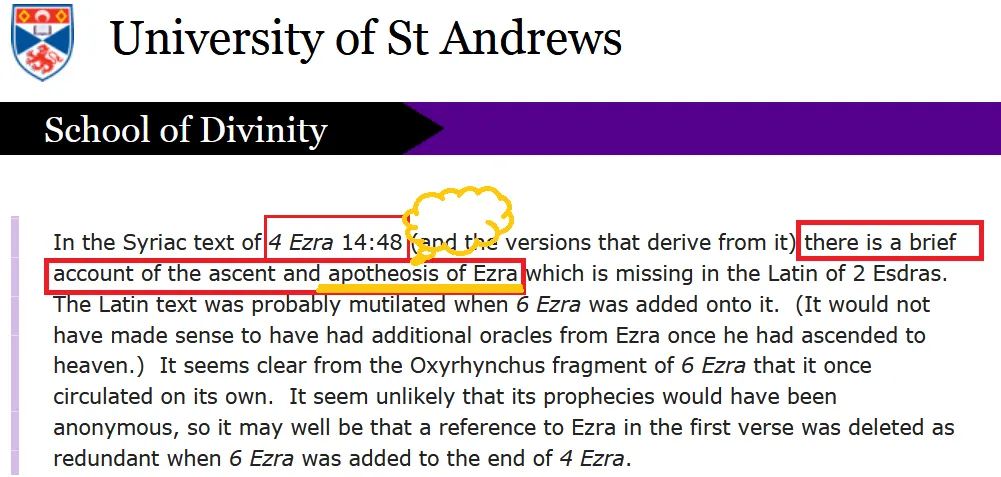 University of St Andrews
School of Divinity
In the Syriac text of 4 Ezra 14:48 (and the versions that derive from it) there is a brief
account of the ascent and apotheosis of Ezra which is missing in the Latin of 2 Esdras.
The Latin text was probably mutilated when 6 Ezra was added onto it.  (It would not
have made sense to have had additional oracles from Ezra once he had ascended to
heaven.)  It seems clear from the Oxyrhynchus fragment of 6 Ezra that it once
circulated on its own.  It seem unlikely that its prophecies would have been
anonymous, so it may well be that a reference to Ezra in the first verse was deleted as
redundant when 6 Ezra was added to the end of 4 Ezra.